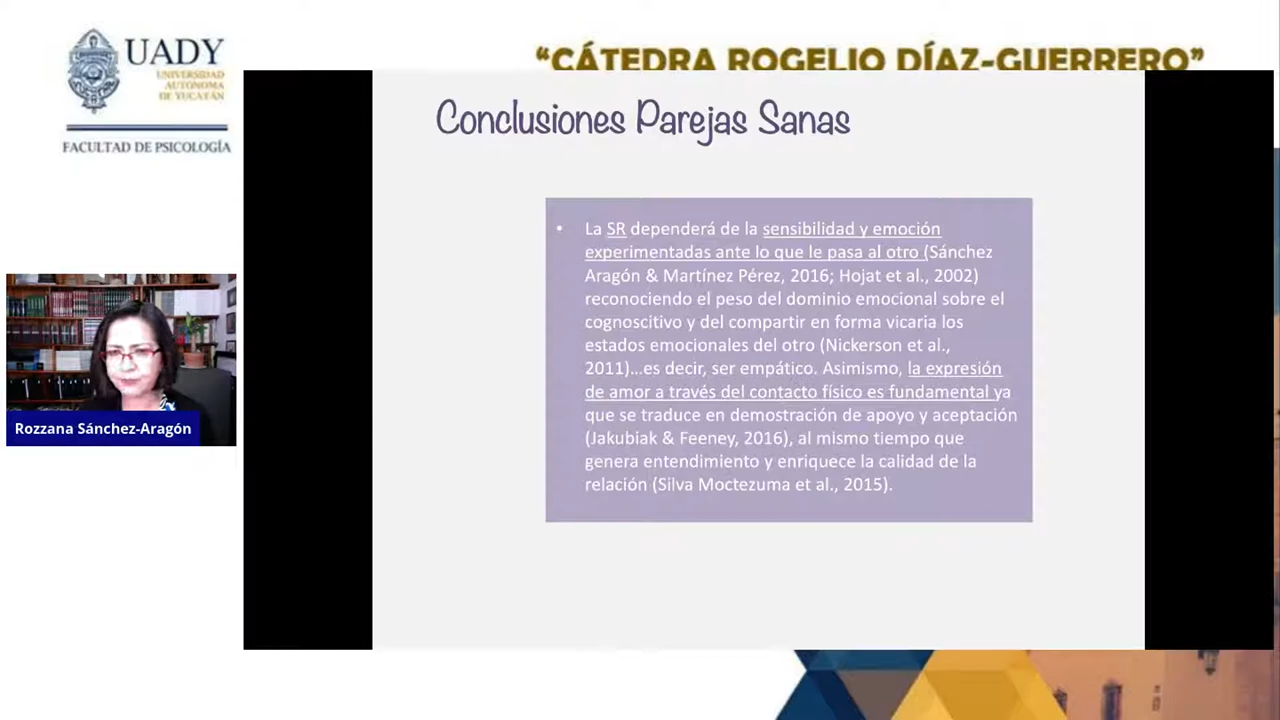 UADY
UNIVERSIDAD
AUTÓNOMA
DE YUCATÁN
FACULTAD DE PSICOLOGÍA
“CÁTEDRA ROGELIO DÍAZ-GUERRERO”
Conclusiones Parejas Sanas
• La SR dependerá de la sensibilidad y emoción
experimentadas ante lo que le pasa al otro (Sánchez
Aragón & Martínez Pérez, 2016; Hojat et al., 2002)
reconociendo el peso del dominio emocional sobre el
cognoscitivo y del compartir en forma vicaria los
estados emocionales del otro (Nickerson et al.,
2011)…es decir, ser empático. Asimismo, la expresión
de amor a través del contacto físico es fundamental ya
que se traduce en demostración de apoyo y aceptación
(Jakubiak & Feeney, 2016), al mismo tiempo que
genera entendimiento y enriquece la calidad de la
relación (Silva Moctezuma et al., 2015).
Rozzana Sánchez-Aragón